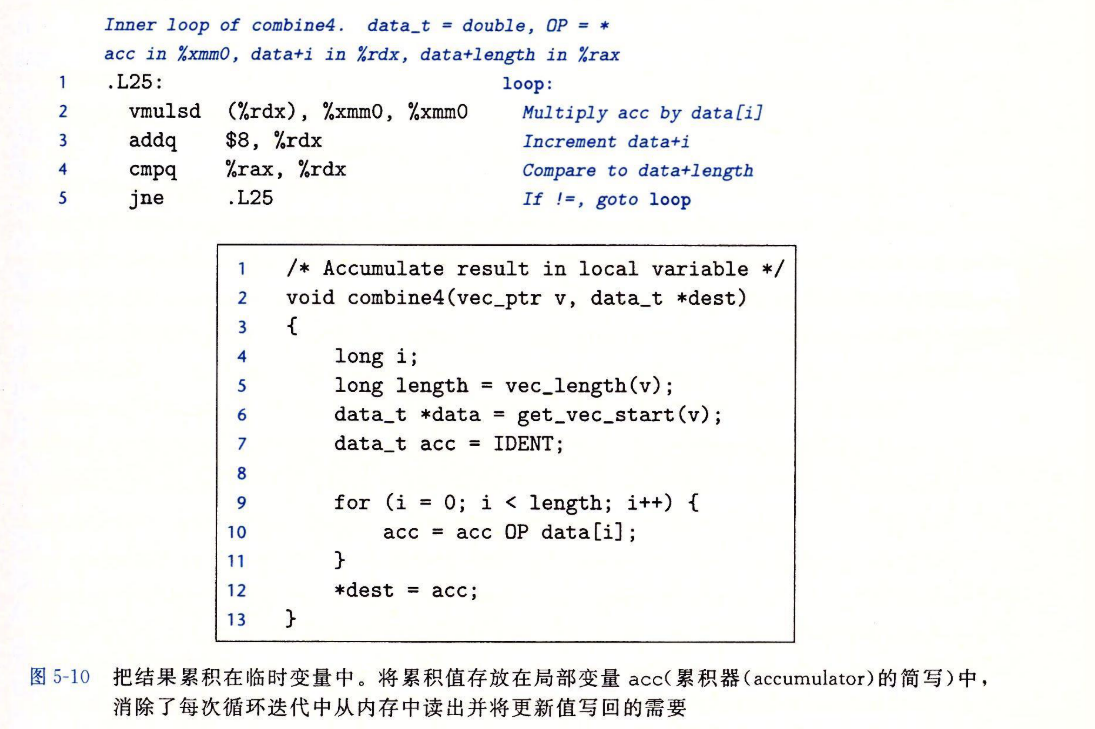 Inner loop of combine4.  data_t = double, OP = *
acc in %xmm0, data+i in %rdx, data+length in %rax
1 .L25: loop:
2 vmulsd (%rdx), %xmm0, %xmm0 Multiply acc by data[i]
3 addq $8, %rdx Increment data+i
4 cmpq %rax, %rdx Compare to data+length
5 jne .L25 If !=, goto loop
1 /* Accumulate result in local variable */
2 void combine4(vec_ptr v, data_t *dest)
3 {
4 long i;
5 long length = vec_length(v);
6 data_t *data = get_vec_start(v);
7 data_t acc = IDENT;
8
9 for (i = 0; i < length; i++) {
10 acc = acc OP data[i];
11 }
12 *dest = acc;
13 }
图 5-10 把结果累积在临时变量中。将累积值存放在局部变量 acc(累积器(accumulator)的简写)中，
消除了每次循环迭代中从内存中读出并将更新值写回的需要